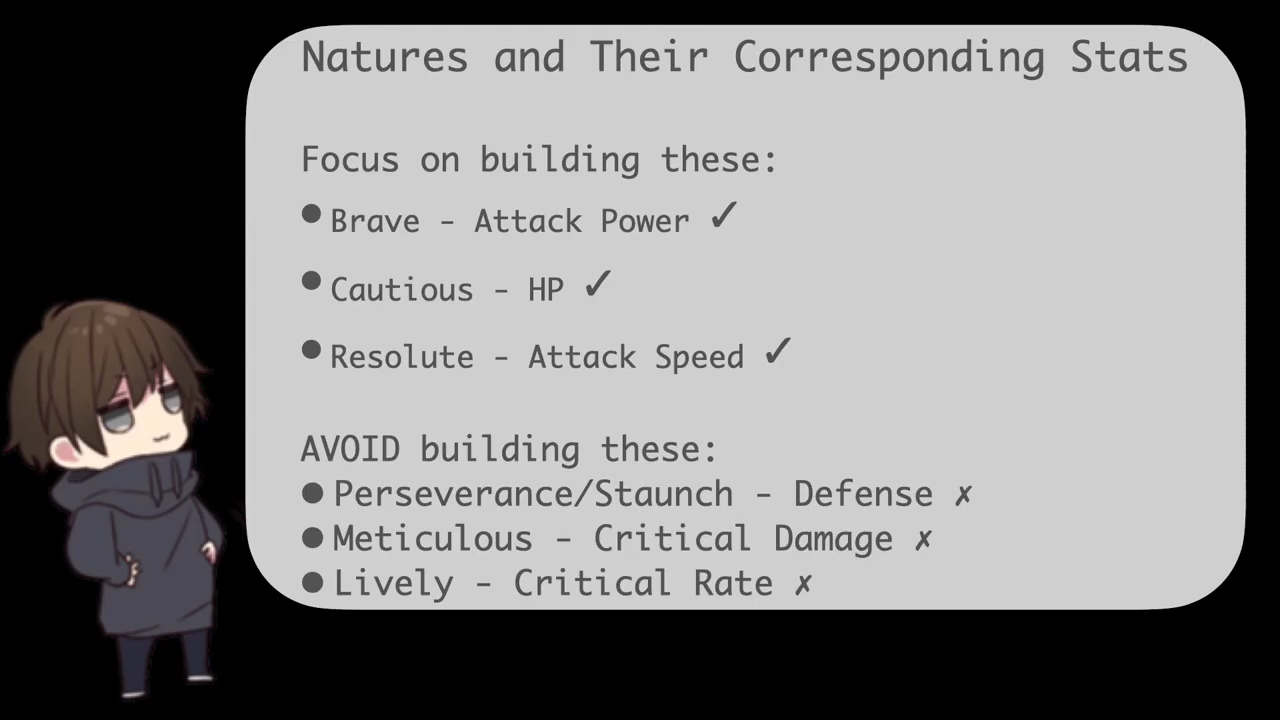 Natures and Their Corresponding Stats
Focus on building these:
● Brave - Attack Power ✓
● Cautious - HP ✓
● Resolute - Attack Speed ✓
AVOID building these:
● Perseverance/Staunch - Defense ✗
● Meticulous - Critical Damage ✗
● Lively - Critical Rate ✗